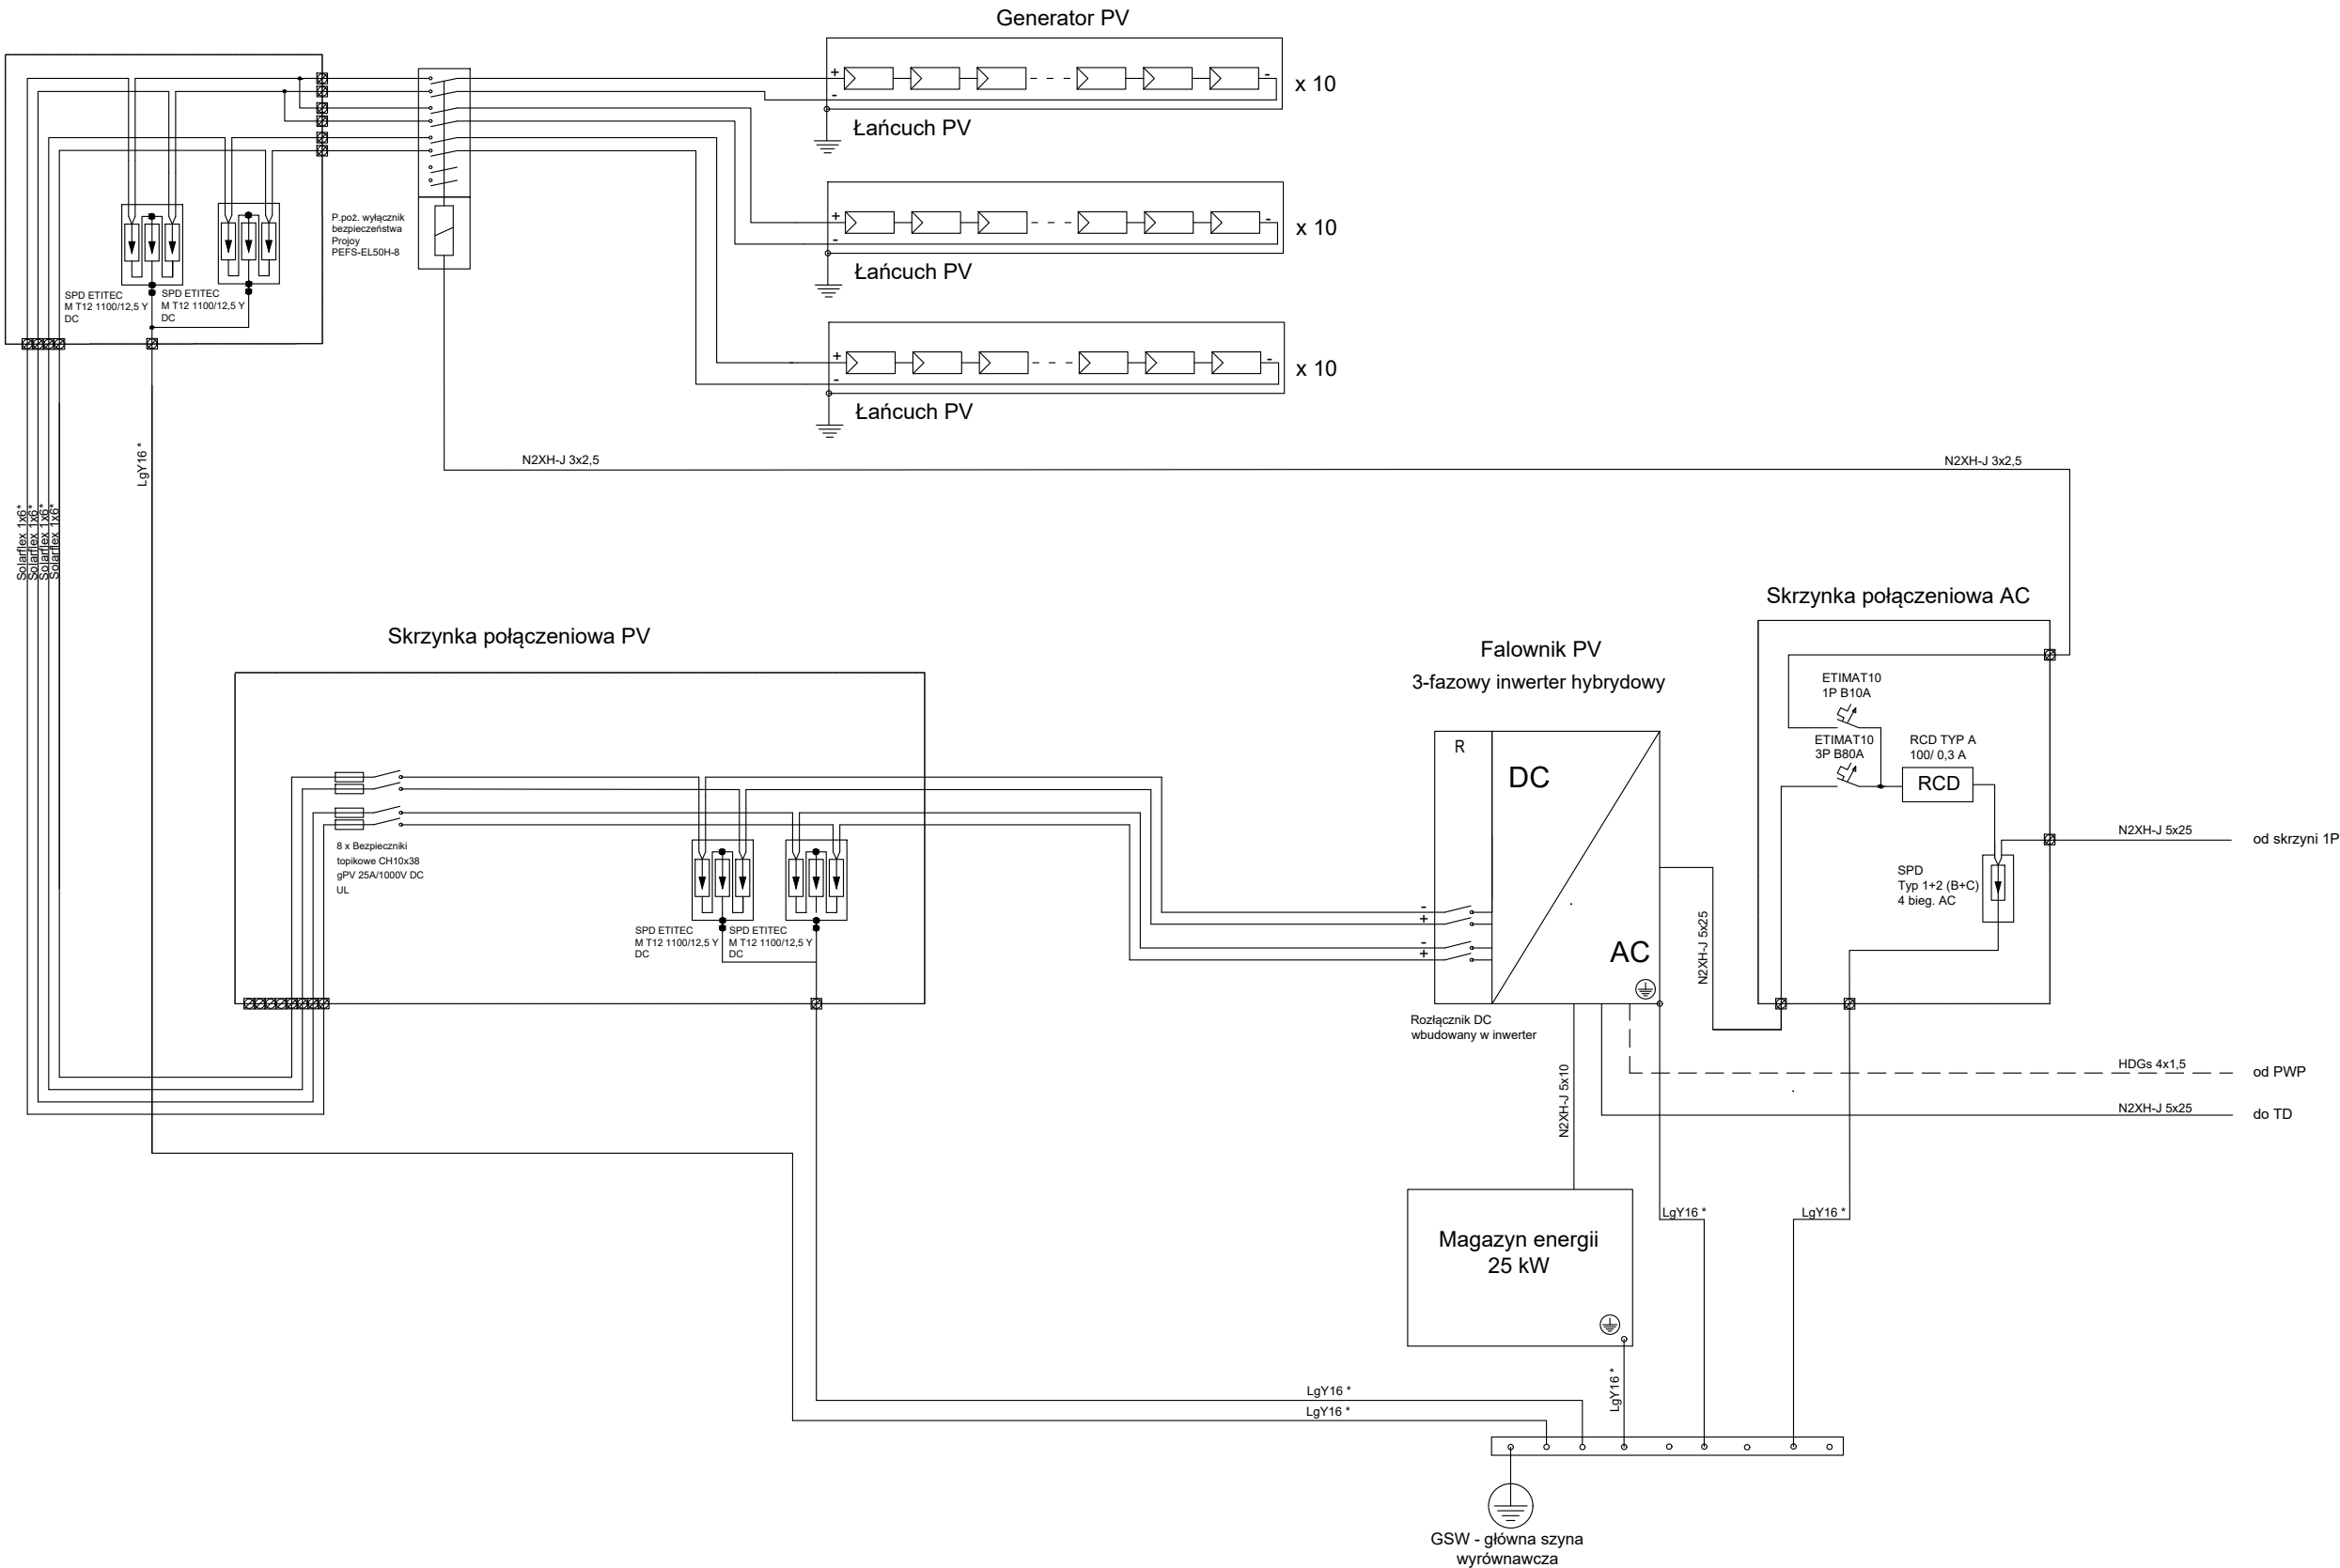 Generator PV
+
-
-
x 10
Łańcuch PV
+
-
-
x 10
Łańcuch PV
+
-
-
x 10
Łańcuch PV
P.poż. wyłącznik
bezpieczeństwa
Projoy
PEFS-EL50H-8
SPD ETITEC
M T12 1100/12,5 Y
DC
SPD ETITEC
M T12 1100/12,5 Y
DC
LgY16 *
N2XH-J 3x2,5
N2XH-J 3x2,5
Solarflex 1x6*
Solarflex 1x6*
Solarflex 1x6*
Solarflex 1x6*
Skrzynka połączeniowa PV
8 x Bezpieczniki
topikowe CH10x38
gPV 25A/1000V DC
UL
SPD ETITEC
M T12 1100/12,5 Y
DC
SPD ETITEC
M T12 1100/12,5 Y
DC
Falownik PV
3-fazowy inwerter hybrydowy
R
DC
AC
-
+
-
+
Rozłącznik DC
wbudowany w inwerter
N2XH-J 5x25
Skrzynka połączeniowa AC
ETIMAT10
1P B10A
ETIMAT10
3P B80A
RCD TYP A
100/ 0,3 A
RCD
SPD
Typ 1+2 (B+C)
4 bieg. AC
N2XH-J 5x25
od skrzyni 1P
HDGs 4x1,5
od PWP
N2XH-J 5x25
do TD
N2XH-J 5x10
Magazyn energii
25 kW
LgY16 *
LgY16 *
LgY16 *
LgY16 *
LgY16 *
GSW - główna szyna
wyrównawcza